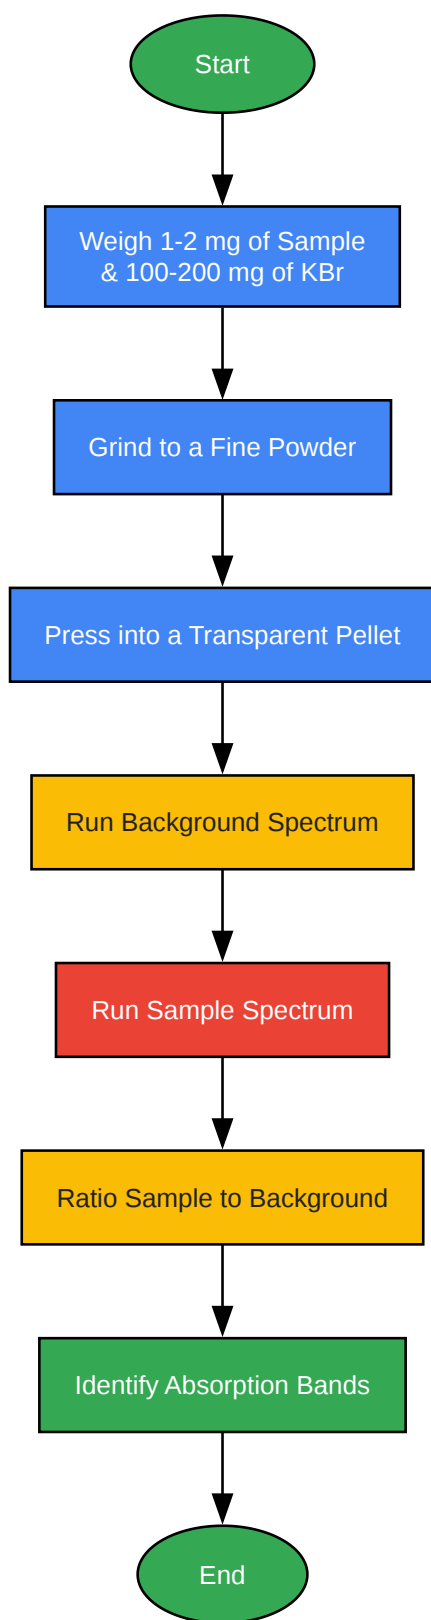 Start
Weigh 1-2 mg of Sample
& 100-200 mg of KBr
Grind to a Fine Powder
Press into a Transparent Pellet
Run Background Spectrum
Run Sample Spectrum
Ratio Sample to Background
Identify Absorption Bands
End